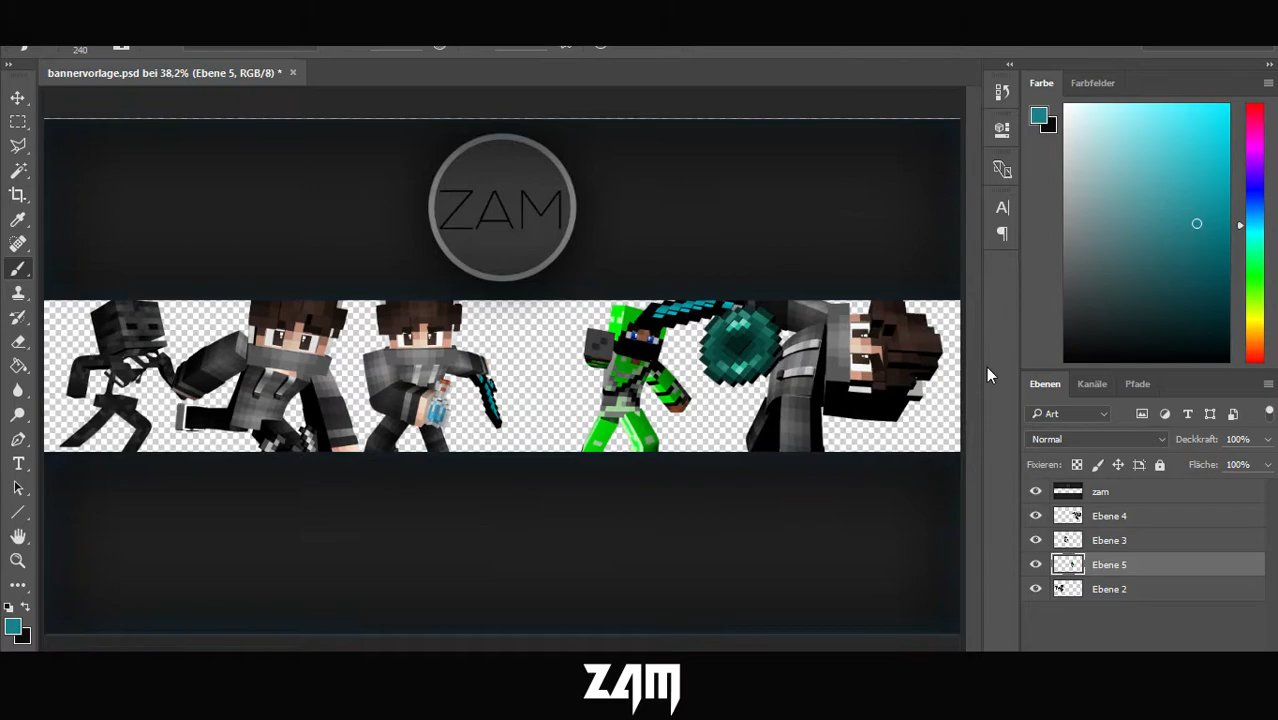 240
bannervorlage.psd bei 38,2% (Ebene 5, RGB/8) *
Farbe Farbfelder
ZAM
Ebenen Kanäle Pfade
Art
Normal Deckkraft: 100%
Fixieren: Fläche: 100%
zam
Ebene 4
Ebene 3
Ebene 5
Ebene 2
ZAM